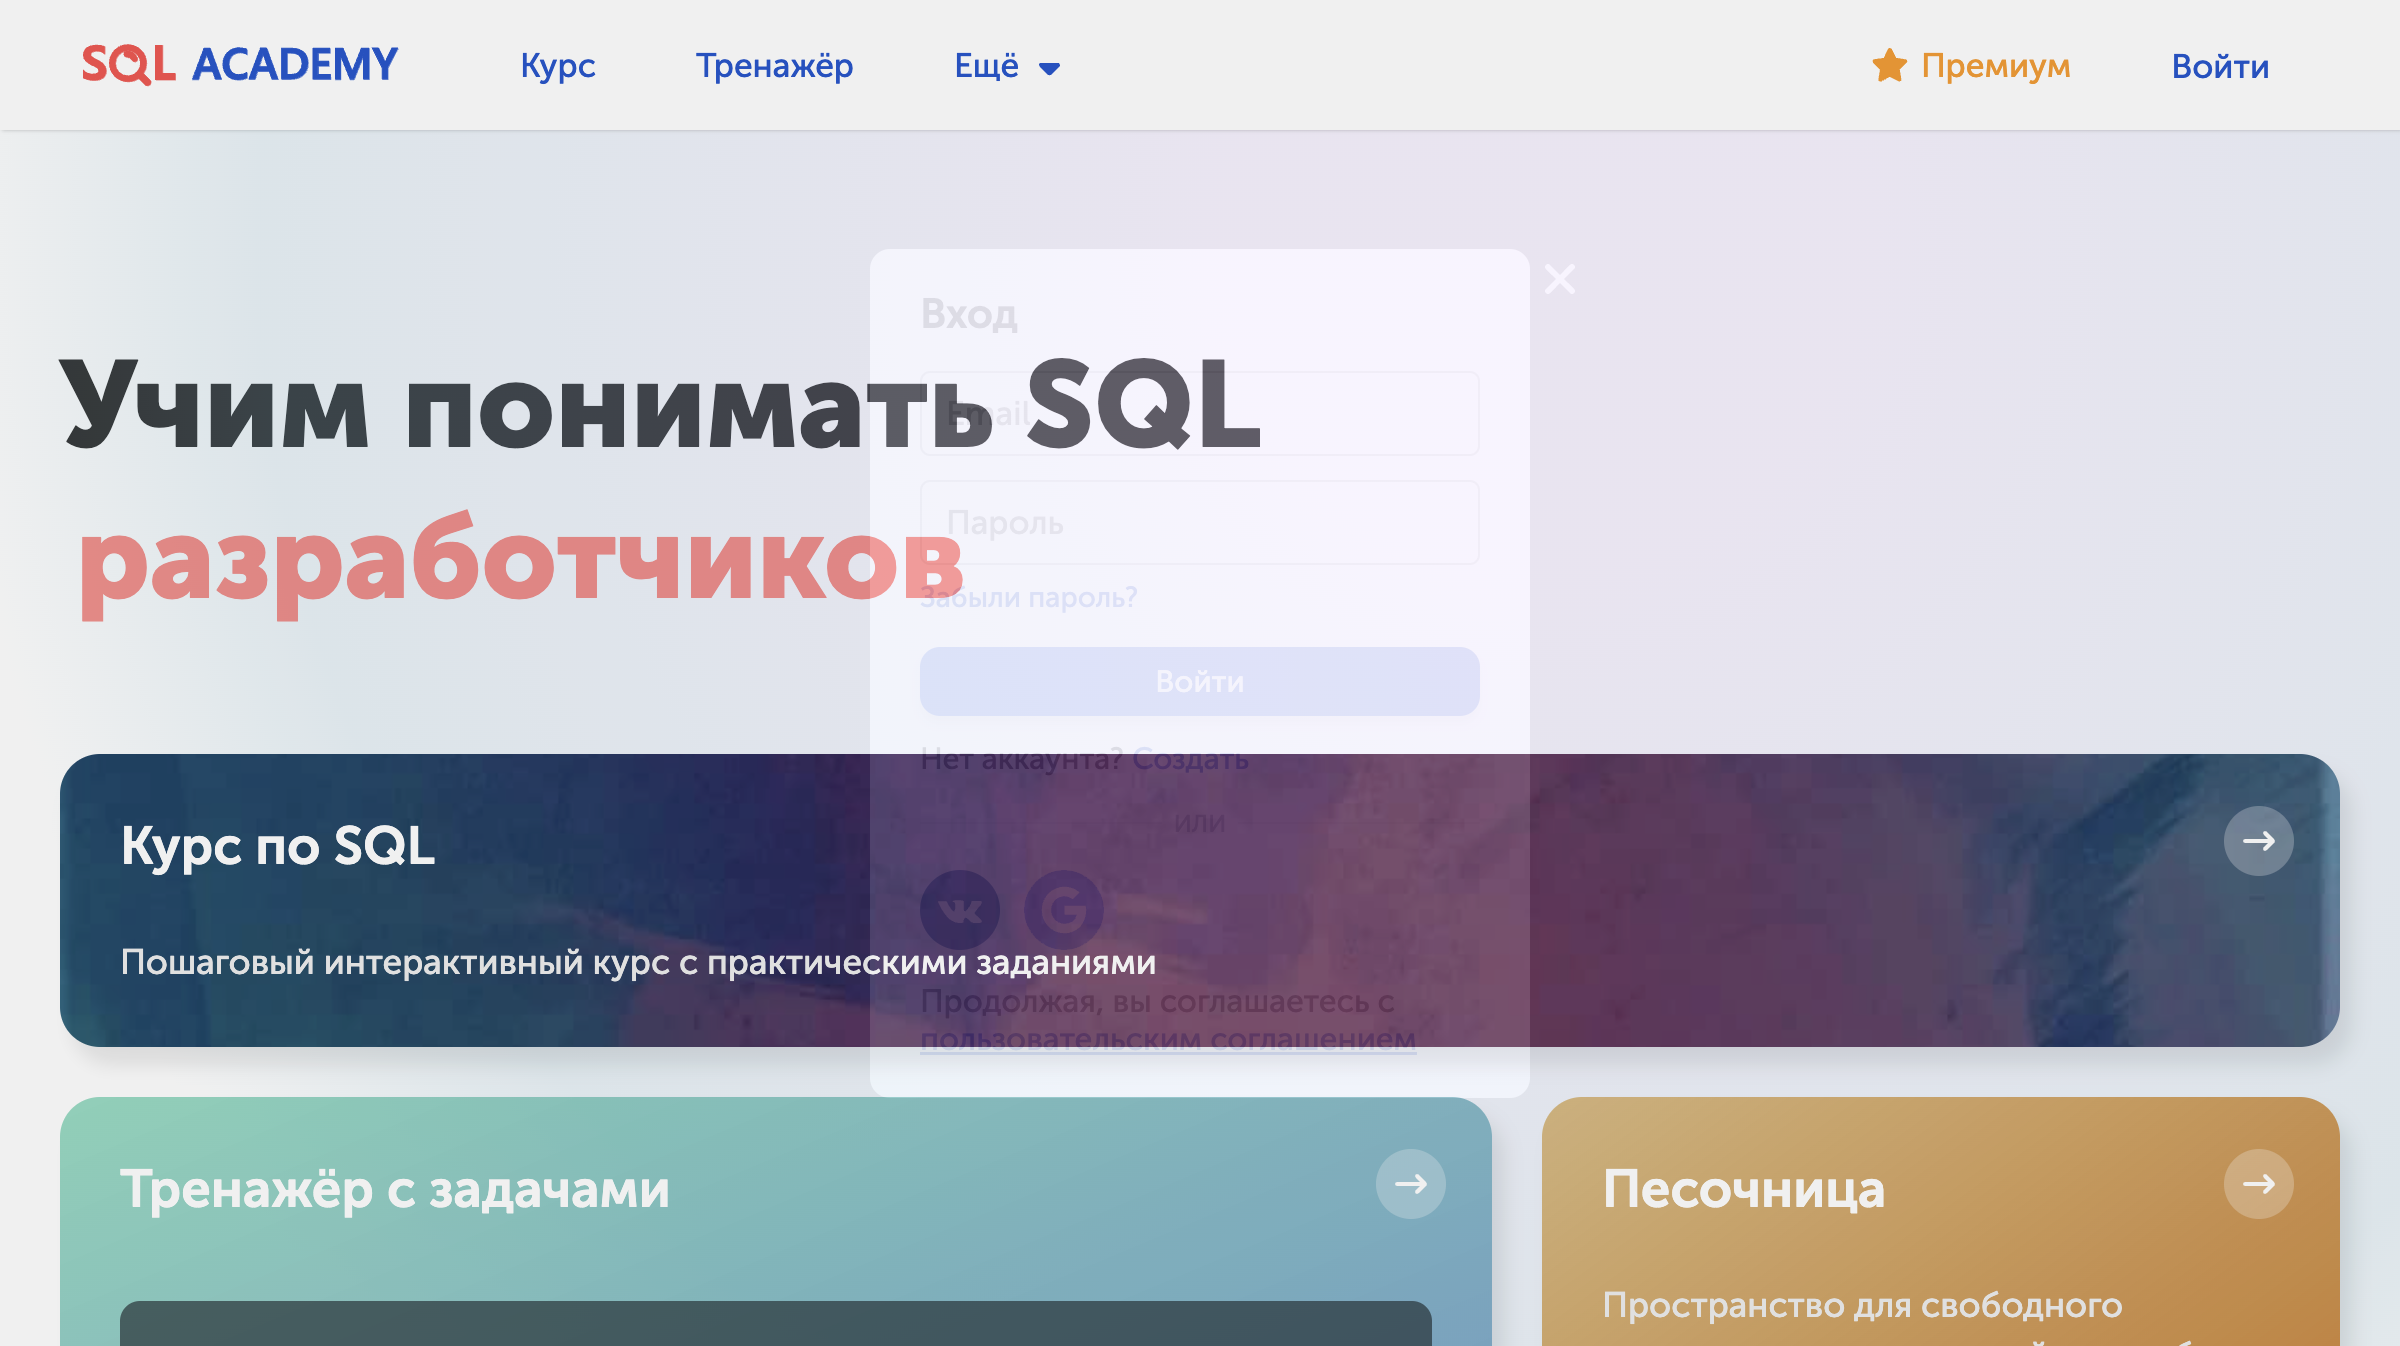 SQL ACADEMY
Курс
Тренажёр
Ещё
Премиум
Войти
Вход
Учим понимать SQL
Email
Пароль
разработчиков
Забыли пароль?
Войти
Нет аккаунта? Создать
или
Курс по SQL
Пошаговый интерактивный курс с практическими заданиями
Продолжая, вы соглашаетесь с
пользовательским соглашением
Тренажёр с задачами
Песочница
Пространство для свободного